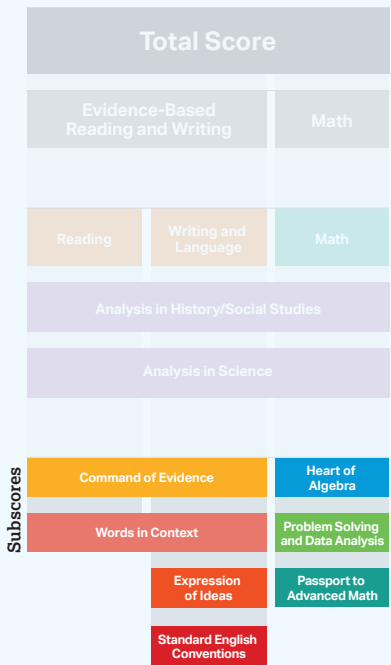 Total Score
Evidence-Based
Reading and Writing
Math
Reading
Writing and
Language
Math
Analysis in History/Social Studies
Analysis in Science
Subscores
Command of Evidence
Heart of
Algebra
Words in Context
Problem Solving
and Data Analysis
Expression
of Ideas
Passport to
Advanced Math
Standard English
Conventions